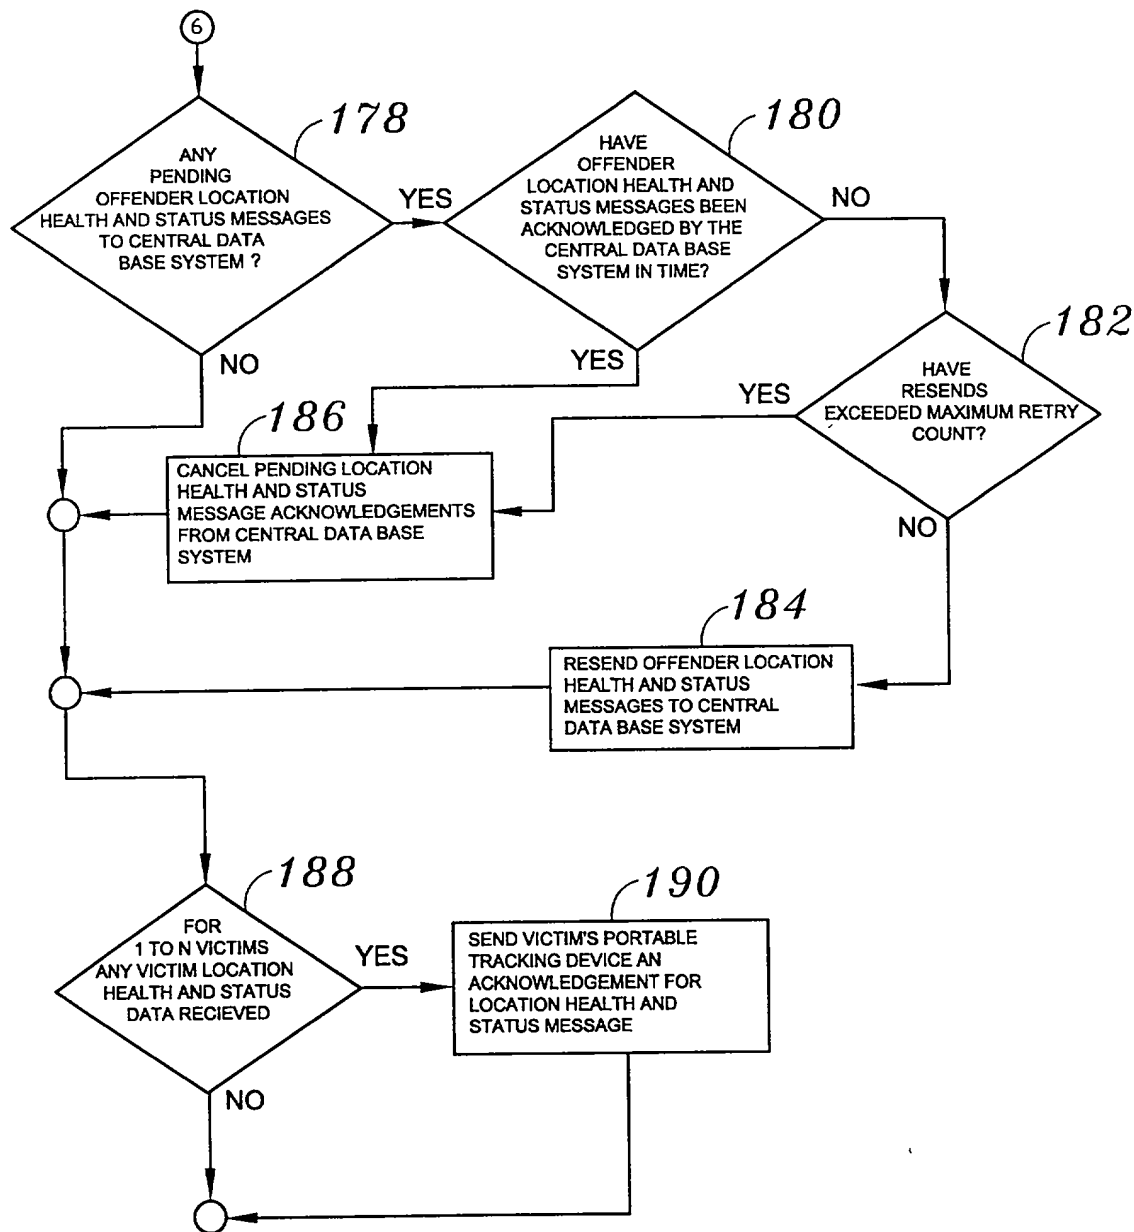 6
178
ANY
PENDING
OFFENDER LOCATION
HEALTH AND STATUS MESSAGES
TO CENTRAL DATA
BASE SYSTEM ?
YES
NO
180
HAVE
OFFENDER
LOCATION HEALTH AND
STATUS MESSAGES BEEN
ACKNOWLEDGED BY THE
CENTRAL DATA BASE
SYSTEM IN TIME?
NO
YES
182
HAVE
RESENDS
EXCEEDED MAXIMUM RETRY
COUNT?
YES
NO
186
CANCEL PENDING LOCATION
HEALTH AND STATUS
MESSAGE ACKNOWLEDGEMENTS
FROM CENTRAL DATA BASE
SYSTEM
184
RESEND OFFENDER LOCATION
HEALTH AND STATUS
MESSAGES TO CENTRAL
DATA BASE SYSTEM
188
FOR
1 TO N VICTIMS
ANY VICTIM LOCATION
HEALTH AND STATUS
DATA RECIEVED
YES
NO
190
SEND VICTIM'S PORTABLE
TRACKING DEVICE AN
ACKNOWLEDGEMENT FOR
LOCATION HEALTH AND
STATUS MESSAGE